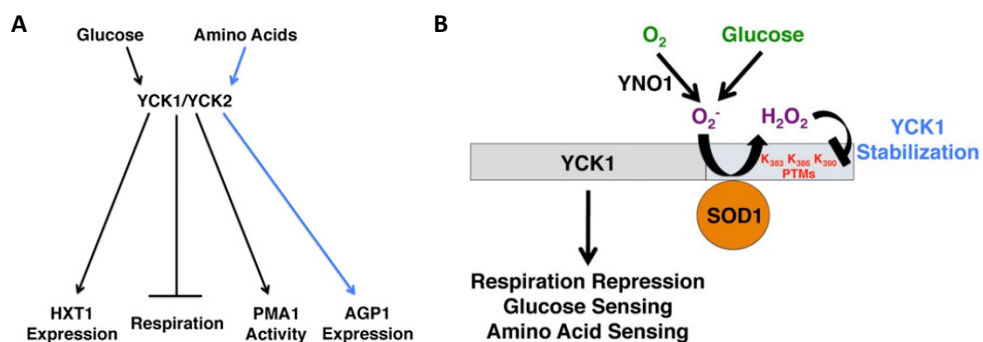 A
Glucose Amino Acids
YCK1/YCK2
HXT1
Expression
Respiration
PMA1
Activity
AGP1
Expression
B
O₂ Glucose
YNO1
O₂⁻ H₂O₂
YCK1
Stabilization
YCK1
K₃₈₃ K₃₈₆ K₃₉₀
PTMs
SOD1
Respiration Repression
Glucose Sensing
Amino Acid Sensing